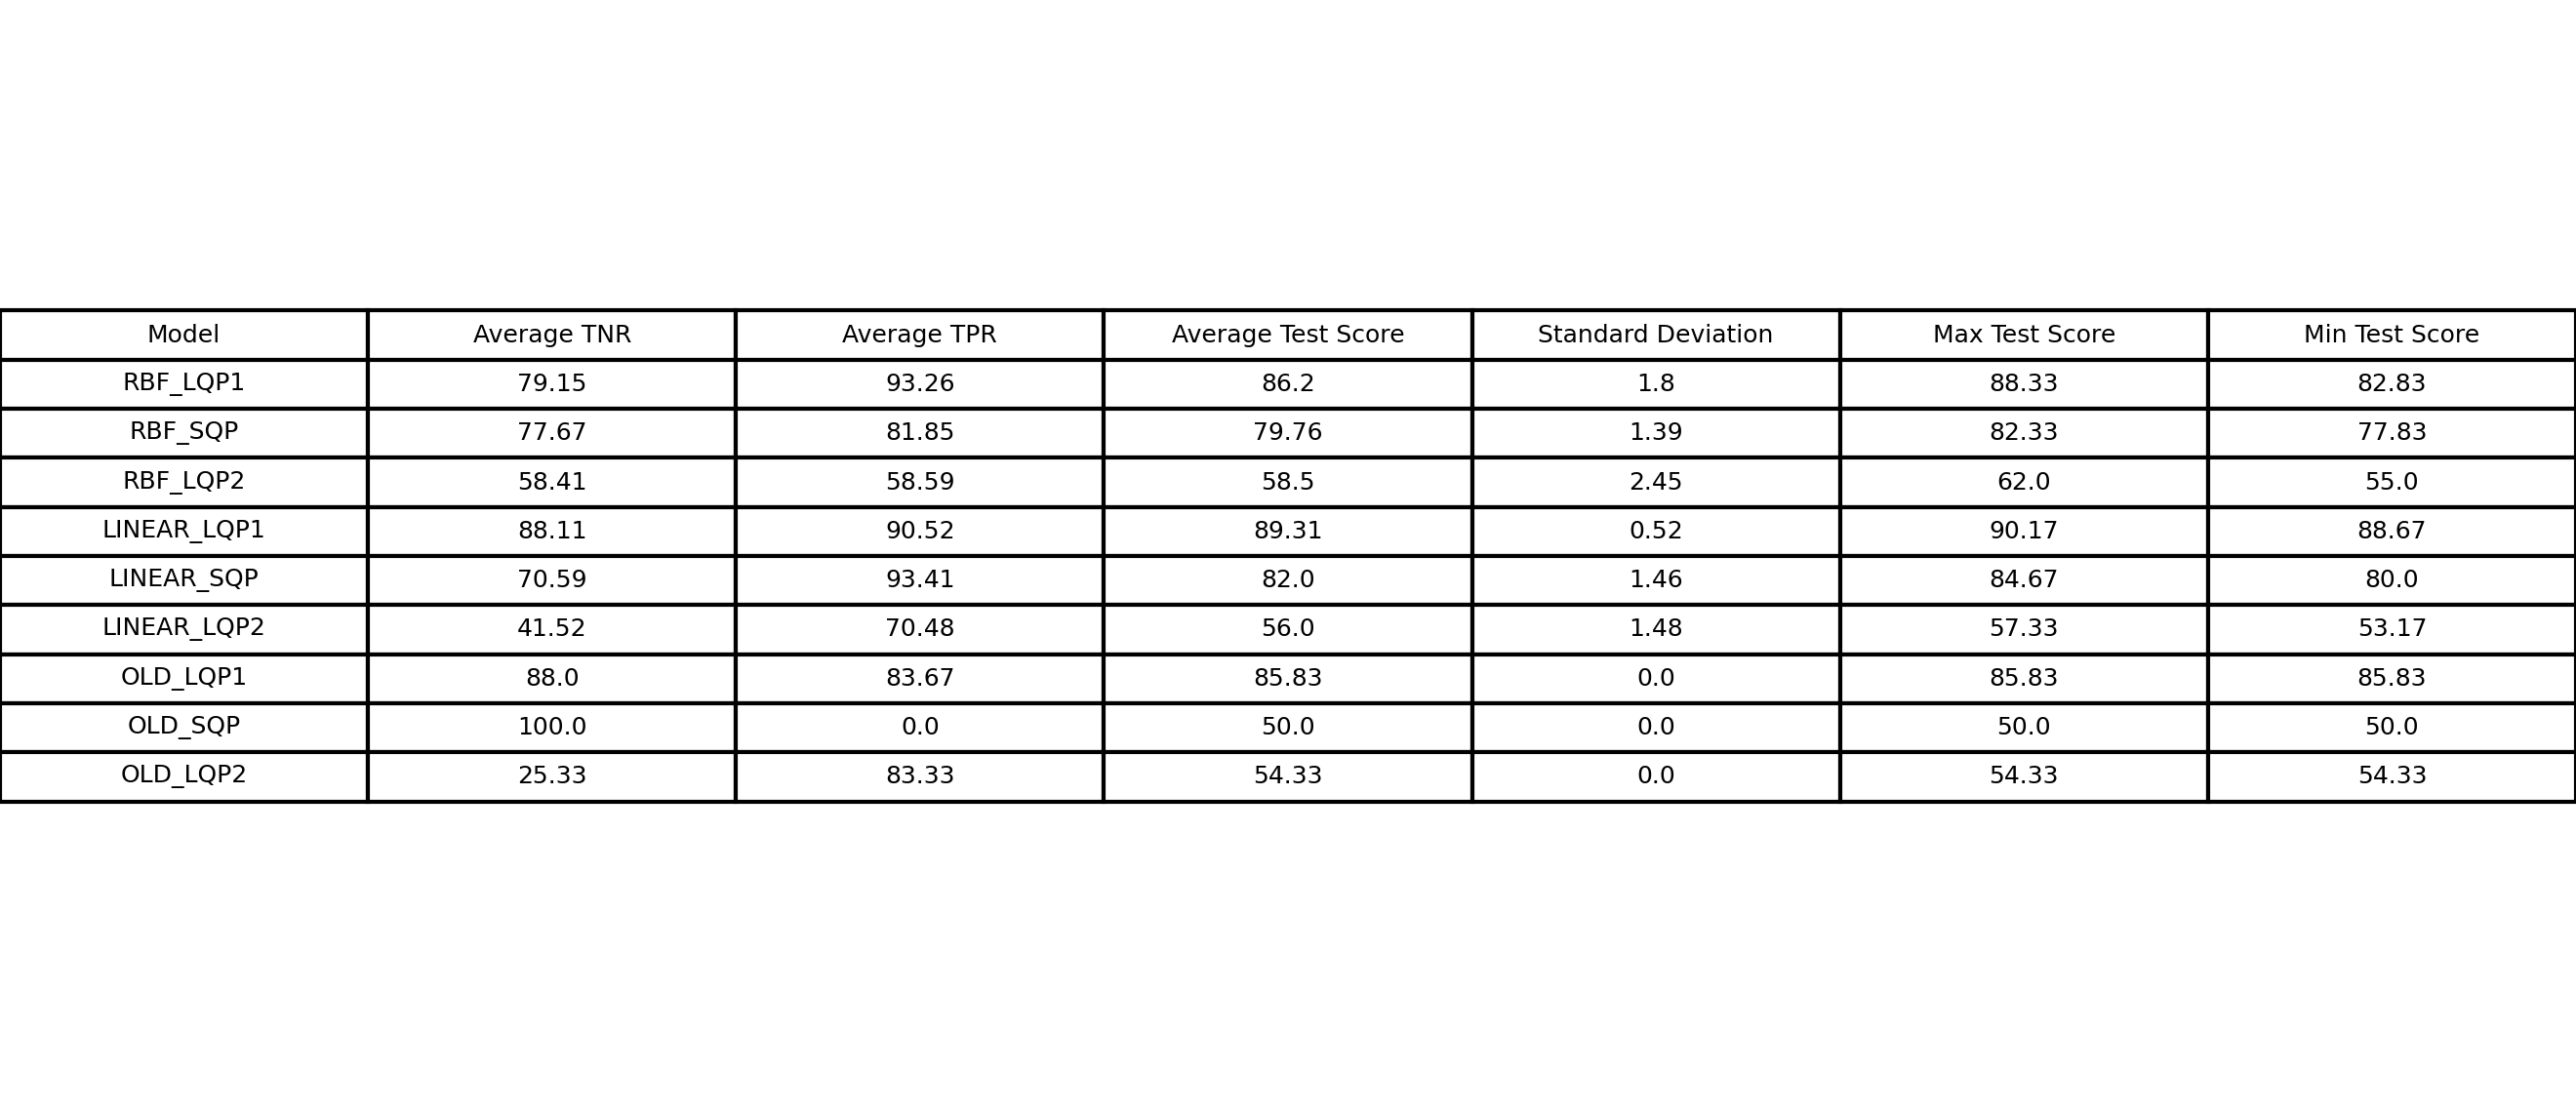 Model Average TNR Average TPR Average Test Score Standard Deviation Max Test Score Min Test Score
RBF_LQP1 79.15 93.26 86.2 1.8 88.33 82.83
RBF_SQP 77.67 81.85 79.76 1.39 82.33 77.83
RBF_LQP2 58.41 58.59 58.5 2.45 62.0 55.0
LINEAR_LQP1 88.11 90.52 89.31 0.52 90.17 88.67
LINEAR_SQP 70.59 93.41 82.0 1.46 84.67 80.0
LINEAR_LQP2 41.52 70.48 56.0 1.48 57.33 53.17
OLD_LQP1 88.0 83.67 85.83 0.0 85.83 85.83
OLD_SQP 100.0 0.0 50.0 0.0 50.0 50.0
OLD_LQP2 25.33 83.33 54.33 0.0 54.33 54.33